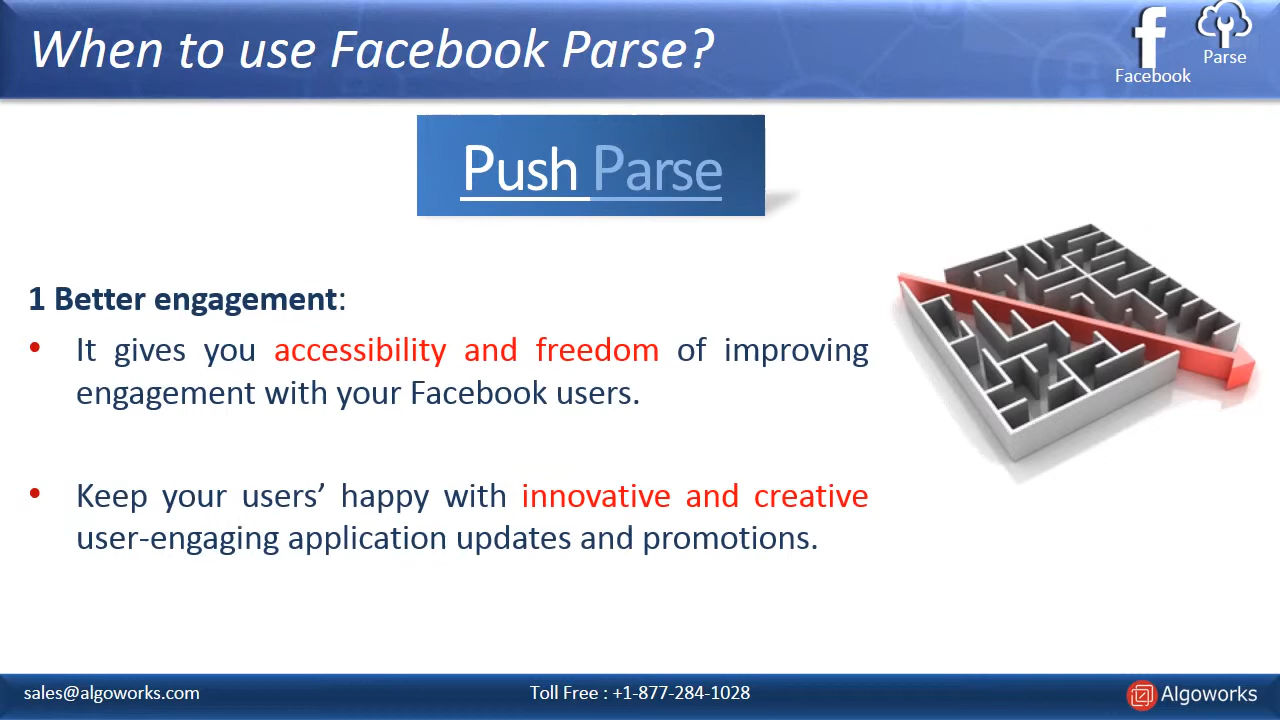 When to use Facebook Parse?
Facebook
Parse
Push Parse
1 Better engagement:
• It gives you accessibility and freedom of improving
engagement with your Facebook users.
• Keep your users’ happy with innovative and creative
user-engaging application updates and promotions.
sales@algoworks.com
Toll Free : +1-877-284-1028
Algoworks